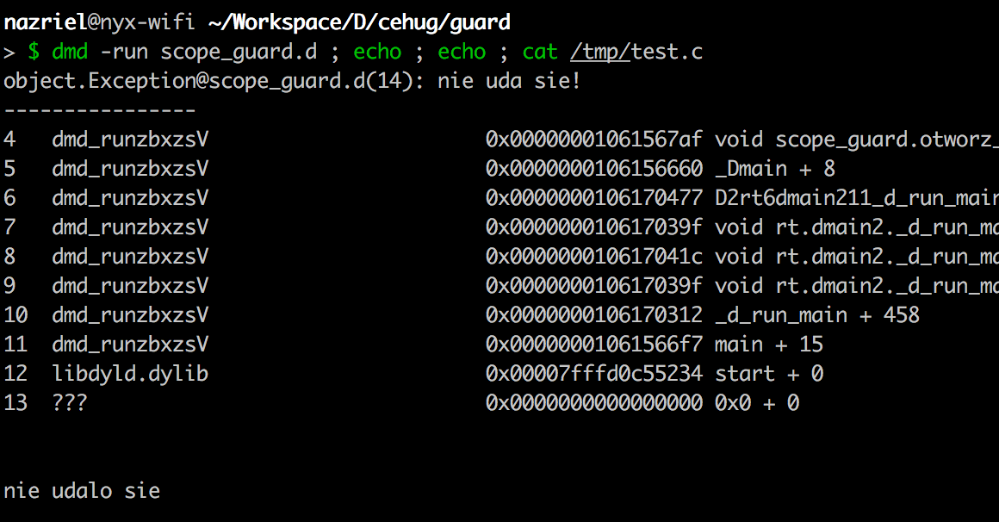 nazriel@nyx-wifi ~/Workspace/D/cehug/guard
> $ dmd -run scope_guard.d ; echo ; echo ; cat /tmp/test.c
object.Exception@scope_guard.d(14): nie uda sie!
----------------
4 dmd_runzbxzsV 0x00000001061567af void scope_guard.otworz_
5 dmd_runzbxzsV 0x0000000106156660 _Dmain + 8
6 dmd_runzbxzsV 0x0000000106170477 D2rt6dmain211_d_run_main
7 dmd_runzbxzsV 0x000000010617039f void rt.dmain2._d_run_ma
8 dmd_runzbxzsV 0x000000010617041c void rt.dmain2._d_run_ma
9 dmd_runzbxzsV 0x000000010617039f void rt.dmain2._d_run_ma
10 dmd_runzbxzsV 0x0000000106170312 _d_run_main + 458
11 dmd_runzbxzsV 0x00000001061566f7 main + 15
12 libdyld.dylib 0x00007fffd0c55234 start + 0
13 ??? 0x0000000000000000 0x0 + 0
nie udalo sie